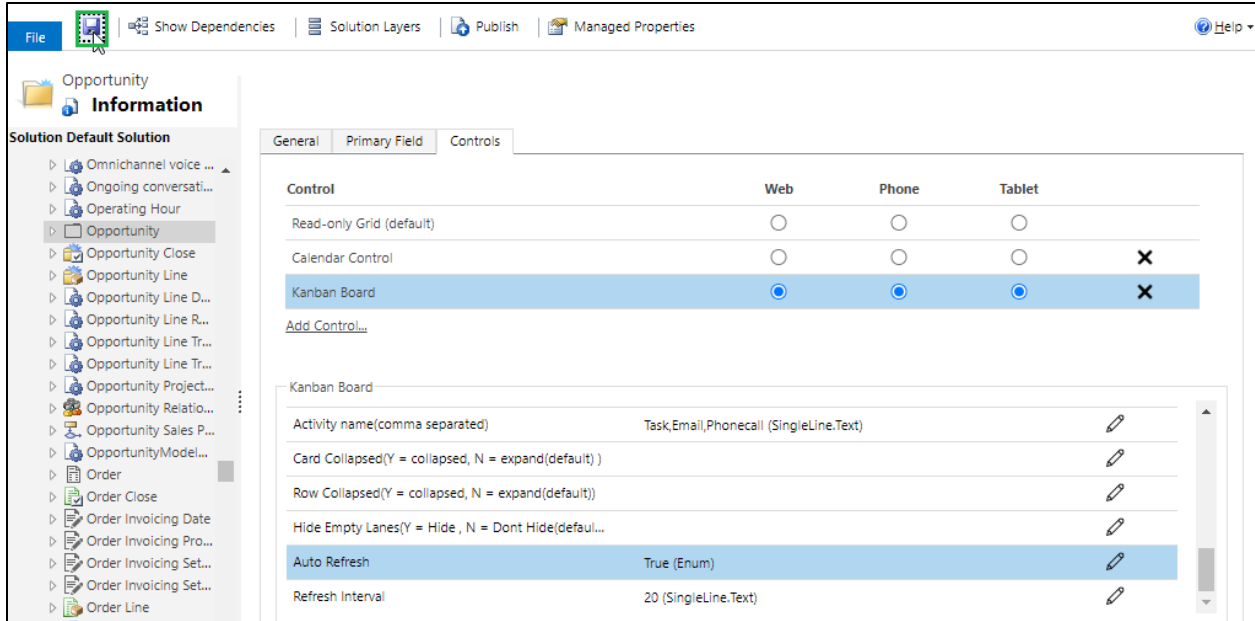 File
Show Dependencies
Solution Layers
Publish
Managed Properties
Help
Opportunity
Information
Solution Default Solution
Omnichannel voice ...
Ongoing conversati...
Operating Hour
Opportunity
Opportunity Close
Opportunity Line
Opportunity Line D...
Opportunity Line R...
Opportunity Line Tr...
Opportunity Line Tr...
Opportunity Project...
Opportunity Relatio...
Opportunity Sales P...
OpportunityModel...
Order
Order Close
Order Invoicing Date
Order Invoicing Pro...
Order Invoicing Set...
Order Invoicing Set...
Order Line
General Primary Field Controls
Control Web Phone Tablet
Read-only Grid (default)
Calendar Control
Kanban Board
Add Control...
Kanban Board
Activity name(comma separated) Task,Email,Phonecall (SingleLine.Text)
Card Collapsed(Y = collapsed, N = expand(default) )
Row Collapsed(Y = collapsed, N = expand(default))
Hide Empty Lanes(Y = Hide , N = Dont Hide(defaul...
Auto Refresh True (Enum)
Refresh Interval 20 (SingleLine.Text)